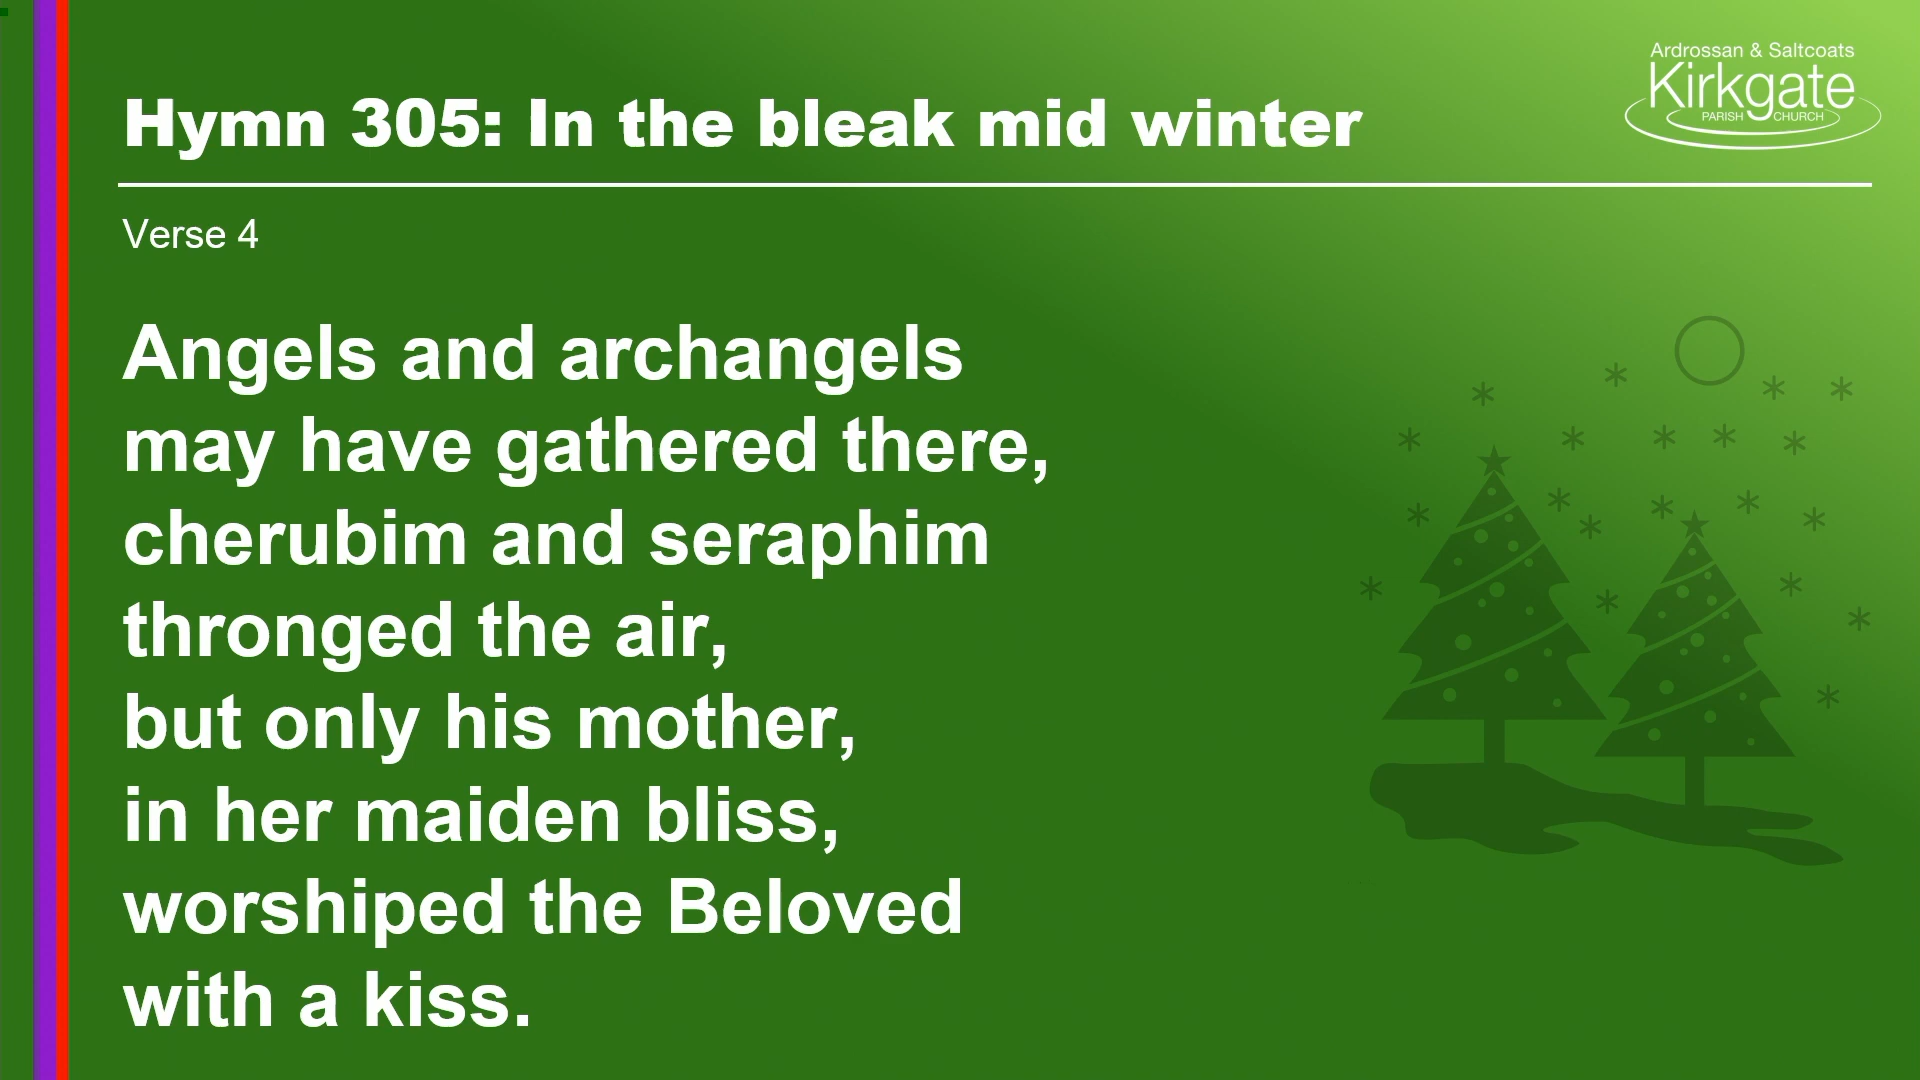 Ardrossan & Saltcoats
Kirkgate
PARISH CHURCH
Hymn 305: In the bleak mid winter
Verse 4
Angels and archangels
may have gathered there,
cherubim and seraphim
thronged the air,
but only his mother,
in her maiden bliss,
worshiped the Beloved
with a kiss.